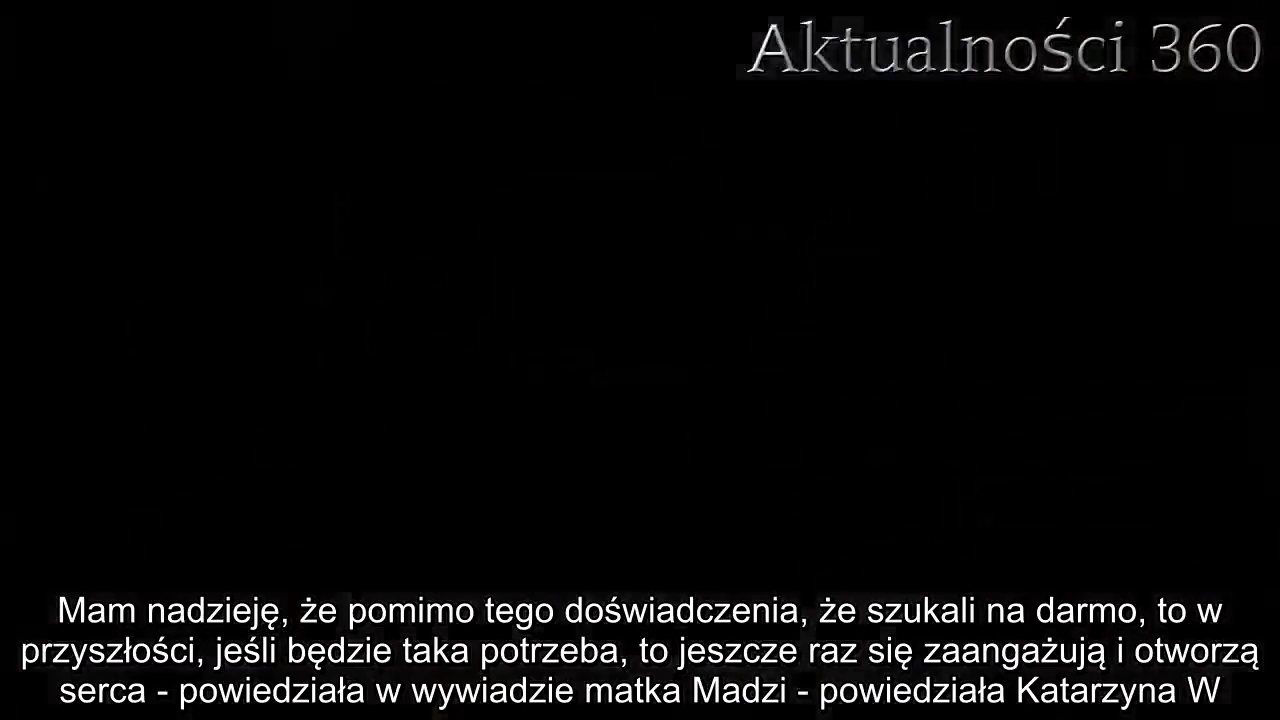 Aktualności 360
Mam nadzieję, że pomimo tego doświadczenia, że szukali na darmo, to w
przyszłości, jeśli będzie taka potrzeba, to jeszcze raz się zaangażują i otworzą
serca - powiedziała w wywiadzie matka Madzi - powiedziała Katarzyna W